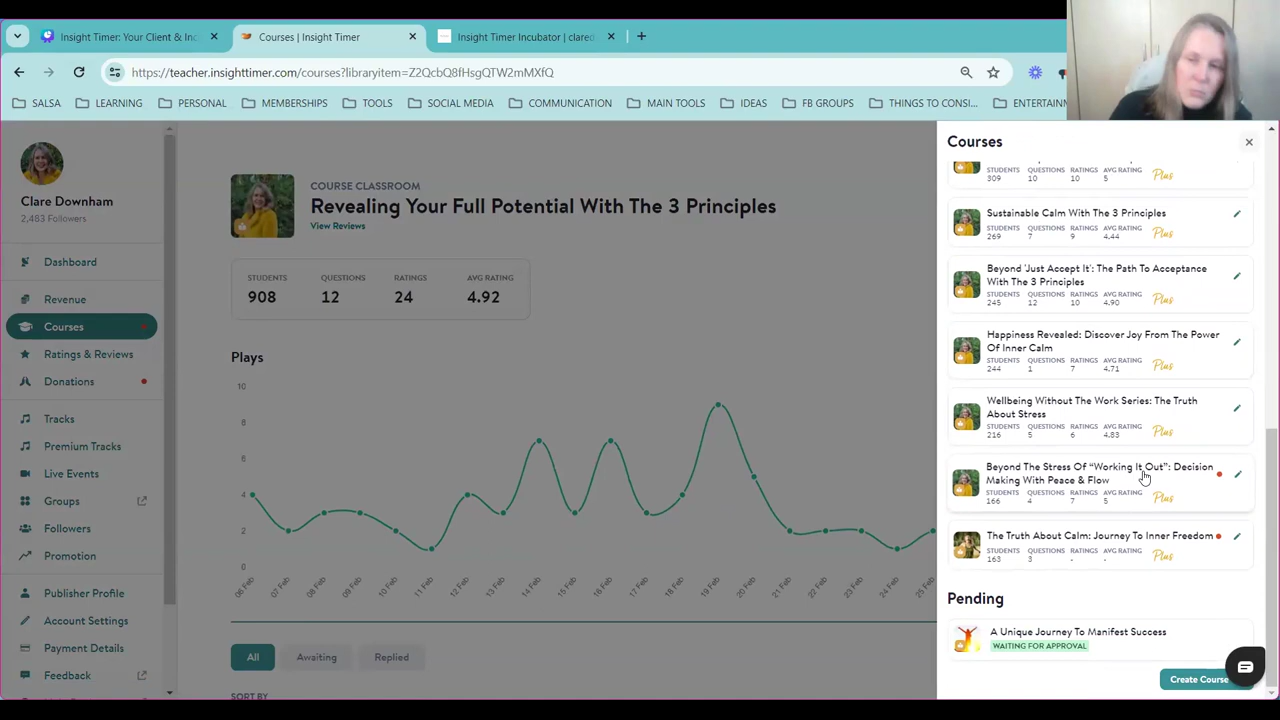 Insight Timer: Your Client & Inc
Courses | Insight Timer
Insight Timer Incubator | clared
https://teacher.insighttimer.com/courses?libraryitem=Z2QcbQ8fHsgQTW2mMXfQ
SALSA
LEARNING
PERSONAL
MEMBERSHIPS
TOOLS
SOCIAL MEDIA
COMMUNICATION
MAIN TOOLS
IDEAS
FB GROUPS
THINGS TO CONSI...
ENTERTAINM
Clare Downham
2,483 Followers
Dashboard
Revenue
Courses
Ratings & Reviews
Donations
Tracks
Premium Tracks
Live Events
Groups
Followers
Promotion
Publisher Profile
Account Settings
Payment Details
Feedback
COURSE CLASSROOM
Revealing Your Full Potential With The 3 Principles
View Reviews
STUDENTS QUESTIONS RATINGS AVG RATING
908 12 24 4.92
Plays
10
8
6
4
2
0
06 Feb 07 Feb 08 Feb 09 Feb 10 Feb 11 Feb 12 Feb 13 Feb 14 Feb 15 Feb 16 Feb 17 Feb 18 Feb 19 Feb 20 Feb 21 Feb 22 Feb 23 Feb 24 Feb 25 Feb
All Awaiting Replied
SORT BY
Courses
STUDENTS QUESTIONS RATINGS AVG RATING
309 10 10 5
Plus
Sustainable Calm With The 3 Principles
STUDENTS QUESTIONS RATINGS AVG RATING
269 7 9 4.44
Plus
Beyond 'Just Accept It': The Path To Acceptance
With The 3 Principles
STUDENTS QUESTIONS RATINGS AVG RATING
245 12 10 4.90
Plus
Happiness Revealed: Discover Joy From The Power
Of Inner Calm
STUDENTS QUESTIONS RATINGS AVG RATING
244 1 7 4.71
Plus
Wellbeing Without The Work Series: The Truth
About Stress
STUDENTS QUESTIONS RATINGS AVG RATING
216 5 6 4.83
Plus
Beyond The Stress Of “Working It Out”: Decision
Making With Peace & Flow
STUDENTS QUESTIONS RATINGS AVG RATING
166 4 7 5
Plus
The Truth About Calm: Journey To Inner Freedom
STUDENTS QUESTIONS RATINGS AVG RATING
163 3 - -
Plus
Pending
A Unique Journey To Manifest Success
WAITING FOR APPROVAL
Create Course